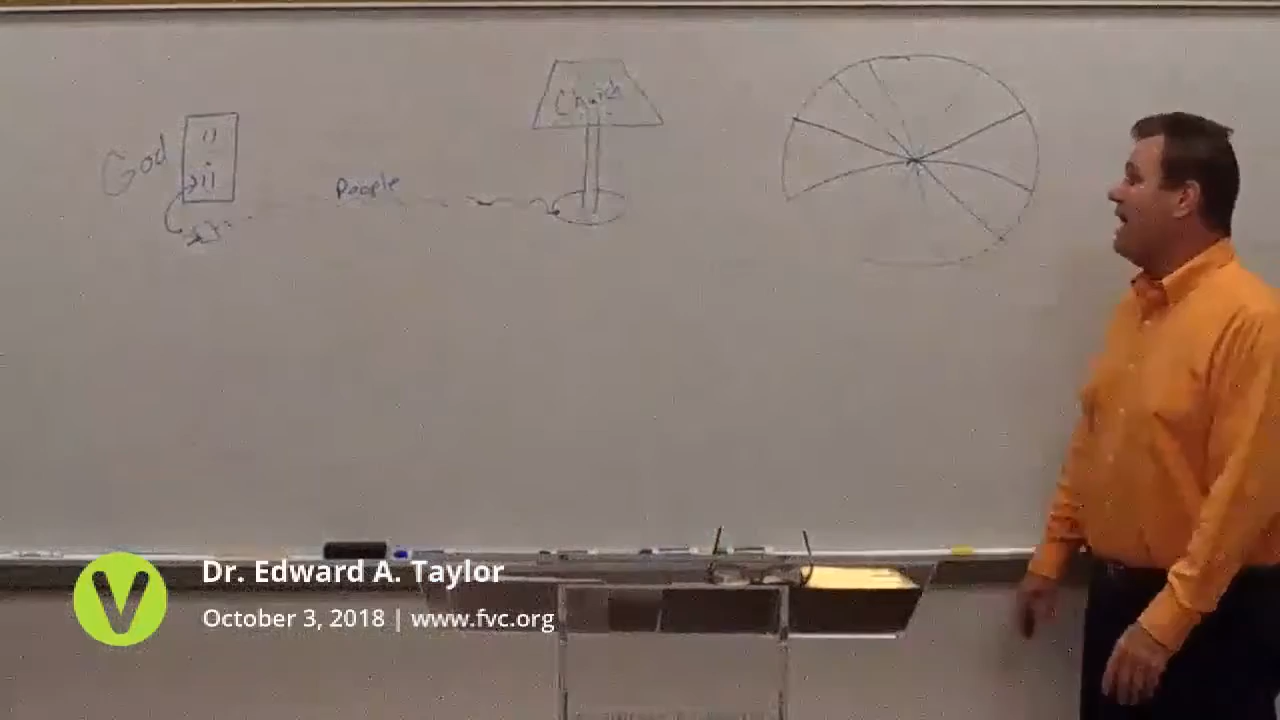 God
People
Church
Dr. Edward A. Taylor
October 3, 2018 | www.fvc.org